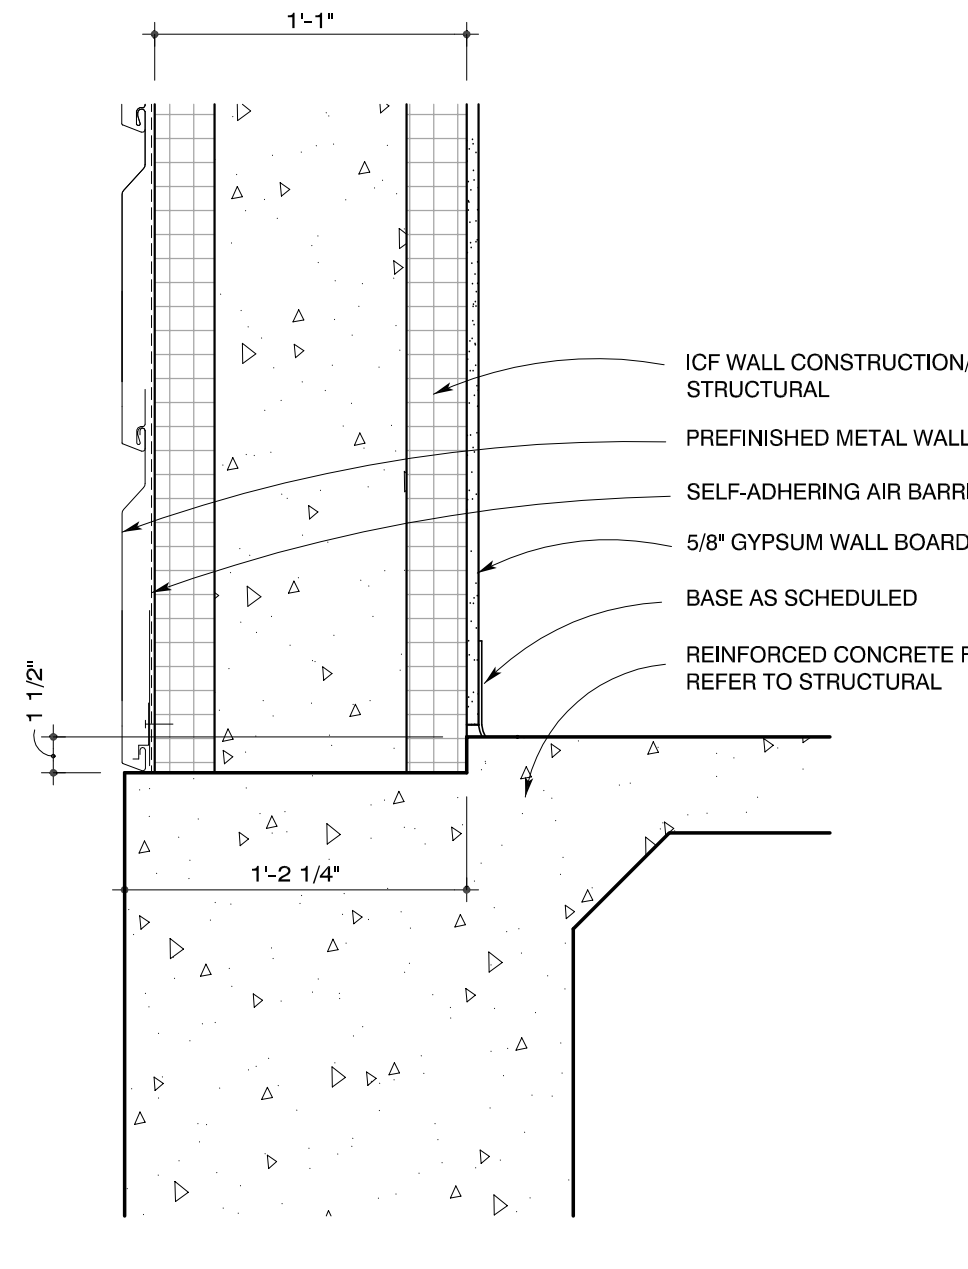 1'-1"
ICF WALL CONSTRUCTION/
STRUCTURAL
PREFINISHED METAL WALL
SELF-ADHERING AIR
5/8" GYPSUM WALL BOARD
BASE AS SCHEDULED
REINFORCED CONCRETE
REFER TO STRUCTURAL
1 1/2"
1'-2 1/4"